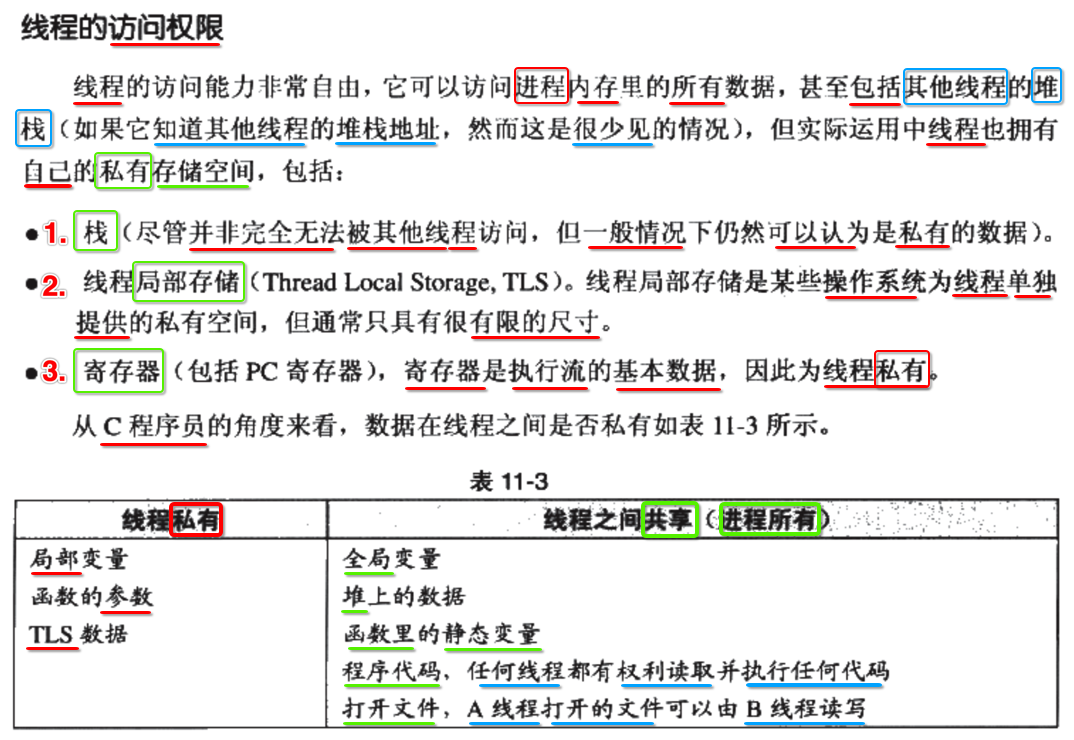 线程的访问权限
线程的访问能力非常自由，它可以访问进程内存里的所有数据，甚至包括其他线程的堆
栈（如果它知道其他线程的堆栈地址，然而这是很少见的情况），但实际运用中线程也拥有
自己的私有存储空间，包括：
●1. 栈（尽管并非完全无法被其他线程访问，但一般情况下仍然可以认为是私有的数据）。
●2. 线程局部存储（Thread Local Storage, TLS）。线程局部存储是某些操作系统为线程单独
提供的私有空间，但通常只具有很有限的尺寸。
●3. 寄存器（包括 PC 寄存器），寄存器是执行流的基本数据，因此为线程私有。
从 C 程序员的角度来看，数据在线程之间是否私有如表 11-3 所示。
表 11-3
线程私有 线程之间共享（进程所有）
局部变量 全局变量
函数的参数 堆上的数据
TLS 数据 函数里的静态变量
程序代码，任何线程都有权利读取并执行任何代码
打开文件，A 线程打开的文件可以由 B 线程读写